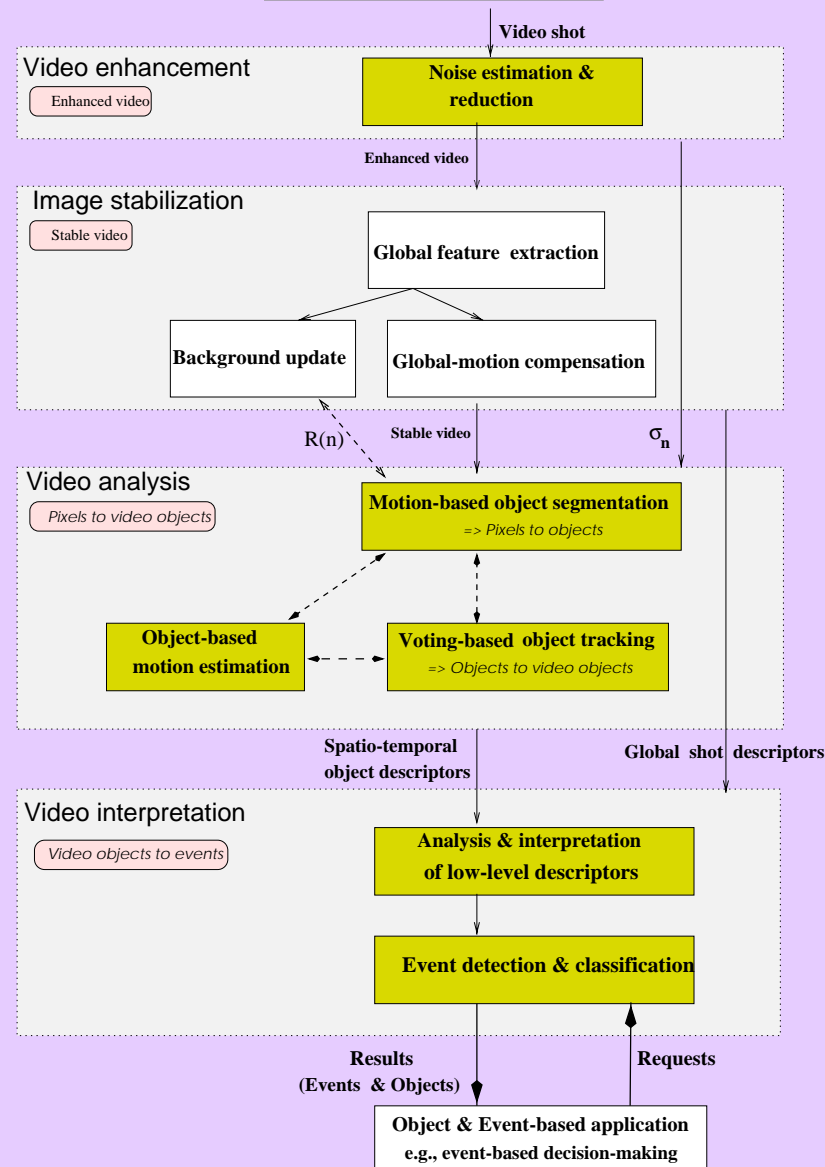 Video shot
Video enhancement
Enhanced video
Noise estimation &
reduction
Enhanced video
Image stabilization
Stable video
Global feature extraction
Background update
Global-motion compensation
R(n)
Stable video
σn
Video analysis
Pixels to video objects
Motion-based object segmentation
=> Pixels to objects
Object-based
motion estimation
Voting-based object tracking
=> Objects to video objects
Spatio-temporal
object descriptors
Global shot descriptors
Video interpretation
Video objects to events
Analysis & interpretation
of low-level descriptors
Event detection & classification
Results
(Events & Objects)
Requests
Object & Event-based application
e.g., event-based decision-making